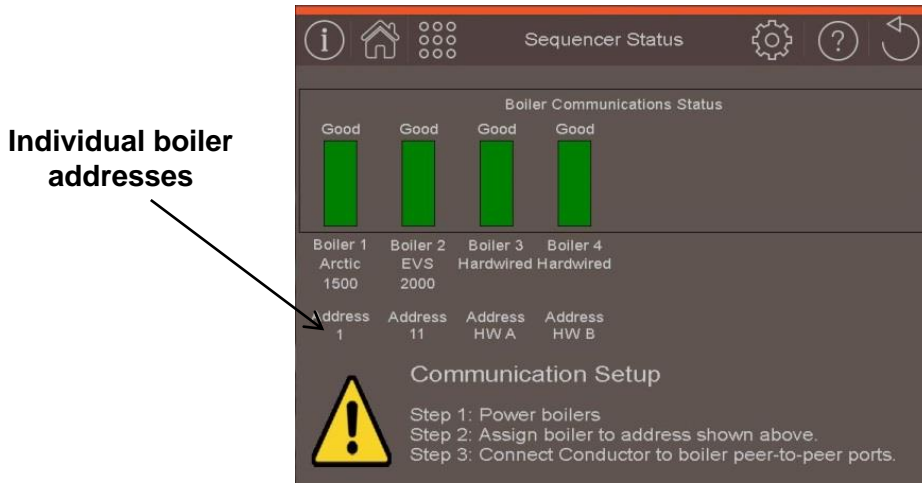 Individual boiler
addresses
i
Sequencer Status
?
Boiler Communications Status
Good Good Good Good
Boiler 1 Boiler 2 Boiler 3 Boiler 4
Arctic EVS Hardwired Hardwired
1500 2000
Address Address Address Address
1 11 HW A HW B
!
Communication Setup
Step 1: Power boilers
Step 2: Assign boiler to address shown above.
Step 3: Connect Conductor to boiler peer-to-peer ports.